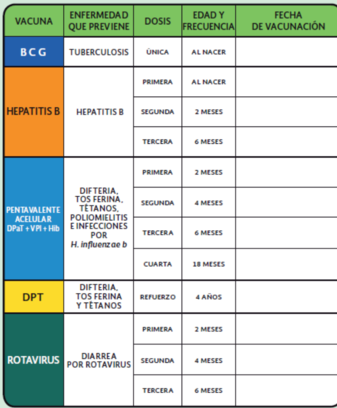 VACUNA
ENFERMEDAD
QUE PREVIENE
DOSIS
EDAD Y
FRECUENCIA
FECHA
DE VACUNACIÓN
B C G
TUBERCULOSIS
ÚNICA
AL NACER
HEPATITIS B
HEPATITIS B
PRIMERA
AL NACER
SEGUNDA
2 MESES
TERCERA
6 MESES
PENTAVALENTE
ACELULAR
DPaT + VPI + Hib
DIFTERIA,
TOS FERINA,
TÉTANOS,
POLIOMIELITIS
E INFECCIONES
POR
H. influenzae b
PRIMERA
2 MESES
SEGUNDA
4 MESES
TERCERA
6 MESES
CUARTA
18 MESES
DPT
DIFTERIA,
TOS FERINA
Y TÉTANOS
REFUERZO
4 AÑOS
ROTAVIRUS
DIARREA
POR ROTAVIRUS
PRIMERA
2 MESES
SEGUNDA
4 MESES
TERCERA
6 MESES